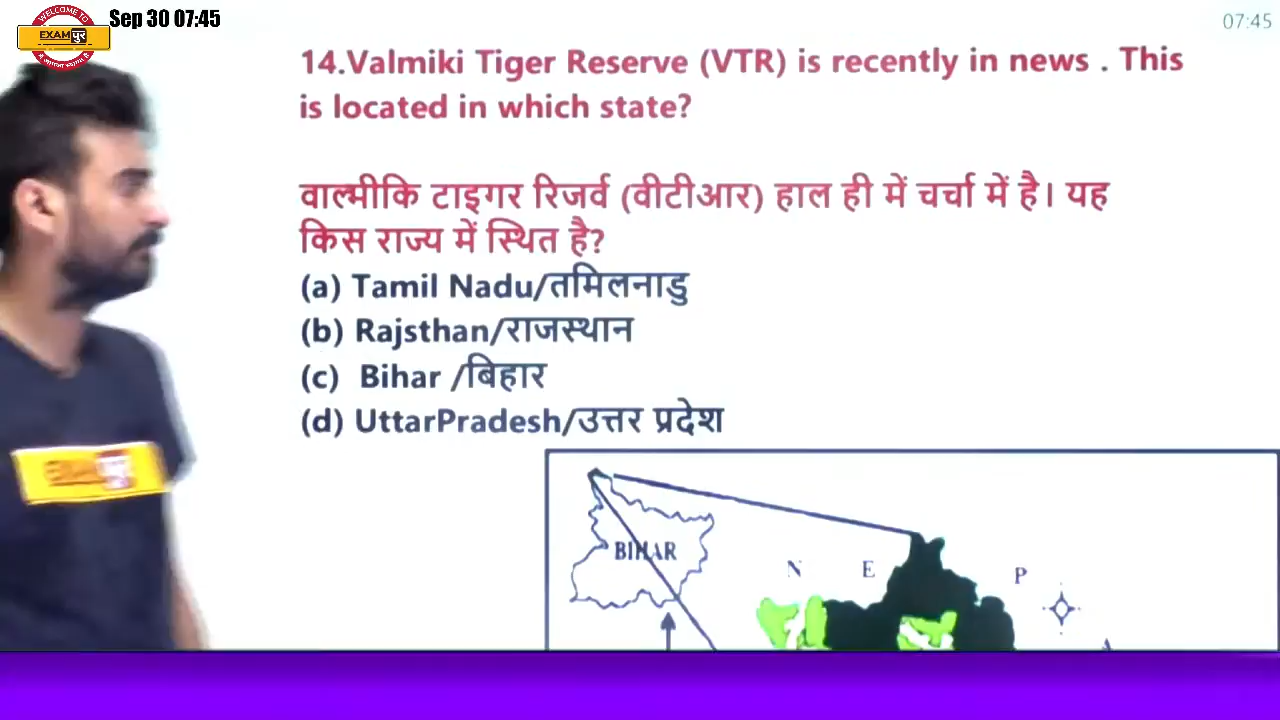 WELCOME TO
EXAM पुर
Sep 30 07:45
07:45
14.Valmiki Tiger Reserve (VTR) is recently in news . This
is located in which state?
वाल्मीकि टाइगर रिजर्व (वीटीआर) हाल ही में चर्चा में है। यह
किस राज्य में स्थित है?
(a) Tamil Nadu/तमिलनाडु
(b) Rajsthan/राजस्थान
(c) Bihar /बिहार
(d) UttarPradesh/उत्तर प्रदेश
BIHAR
N E P
A